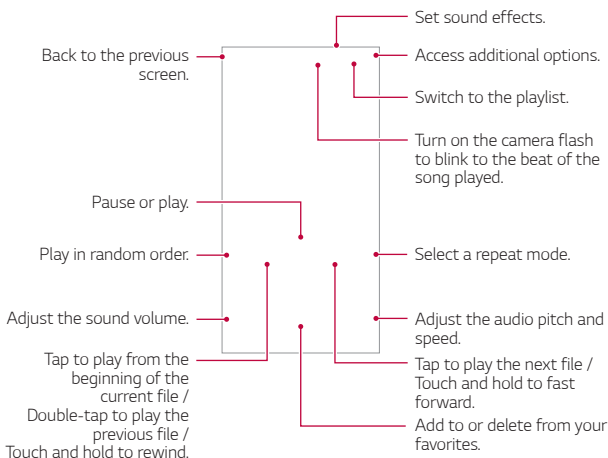 Set sound effects.
Back to the previous
screen.
Access additional options.
Switch to the playlist.
Turn on the camera flash
to blink to the beat of the
song played.
Pause or play.
Play in random order.
Select a repeat mode.
Adjust the sound volume.
Adjust the audio pitch and
speed.
Tap to play from the
beginning of the
current file /
Double-tap to play the
previous file /
Touch and hold to rewind.
Tap to play the next file /
Touch and hold to fast
forward.
Add to or delete from your
favorites.